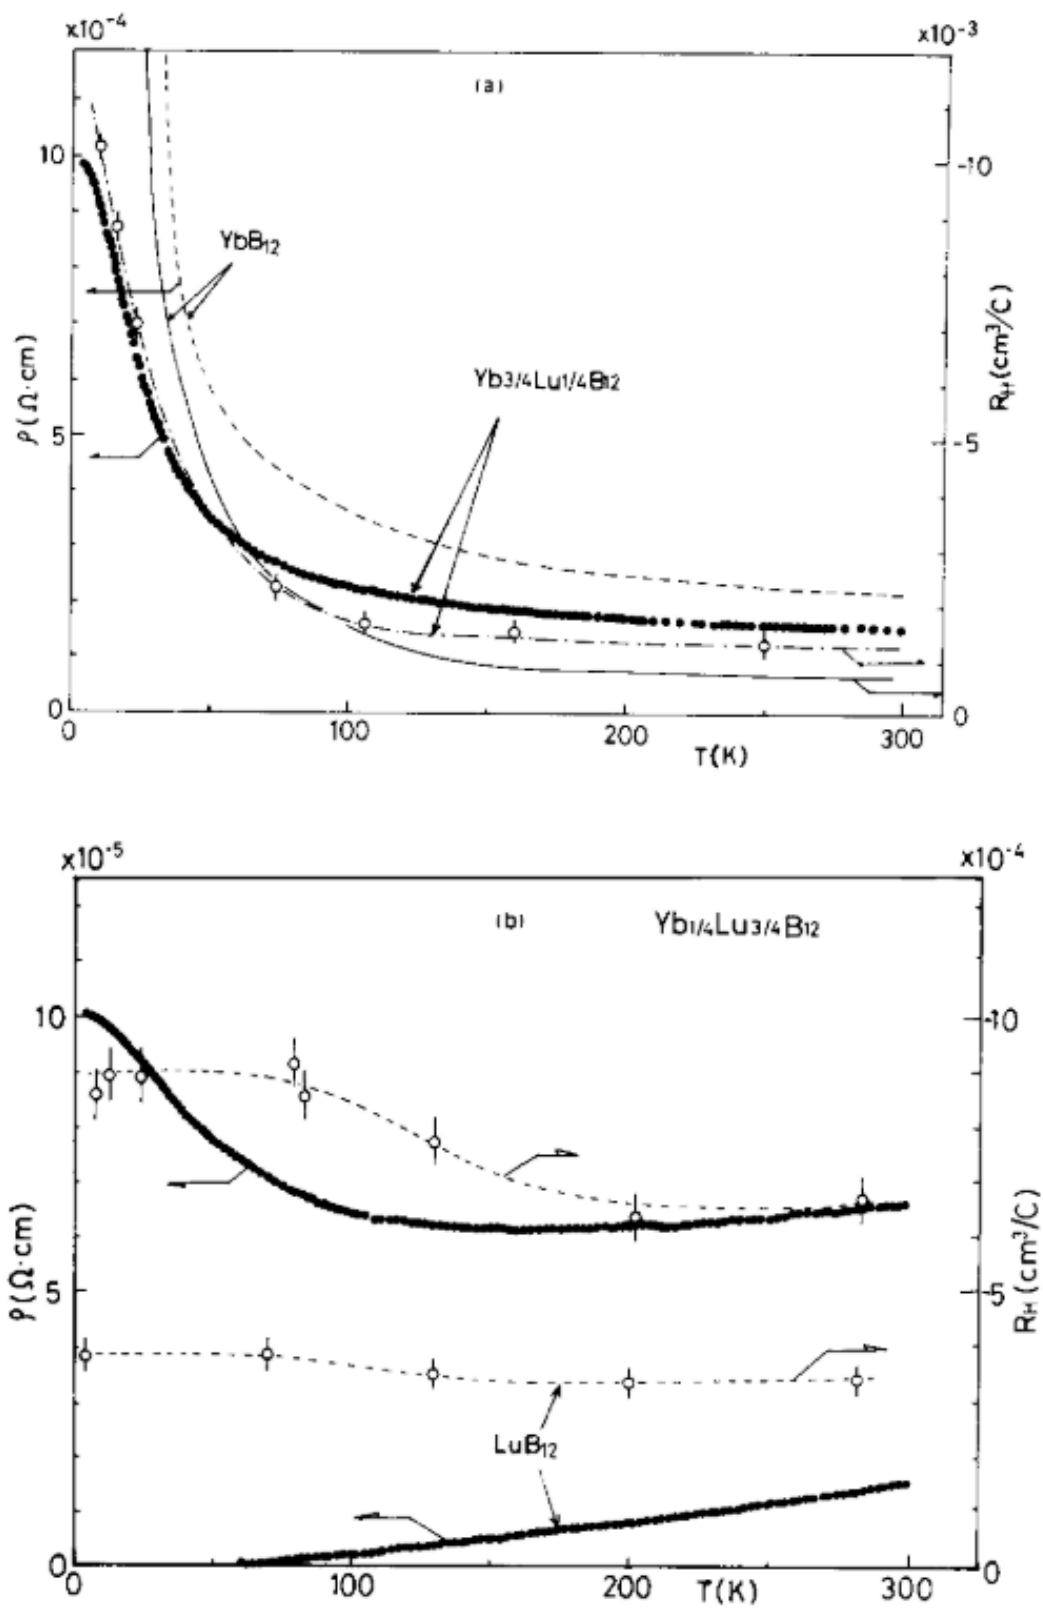 x10-4
x10-3
(a)
10
-10
YbB12
Yb3/4Lu1/4B12
ρ(Ω·cm)
RH(cm3/C)
5
-5
0
0
0
100
200
300
T(K)
x10-5
x10-4
(b)
Yb1/4Lu3/4B12
10
-10
ρ(Ω·cm)
RH(cm3/C)
5
-5
LuB12
0
0
0
100
200
300
T(K)